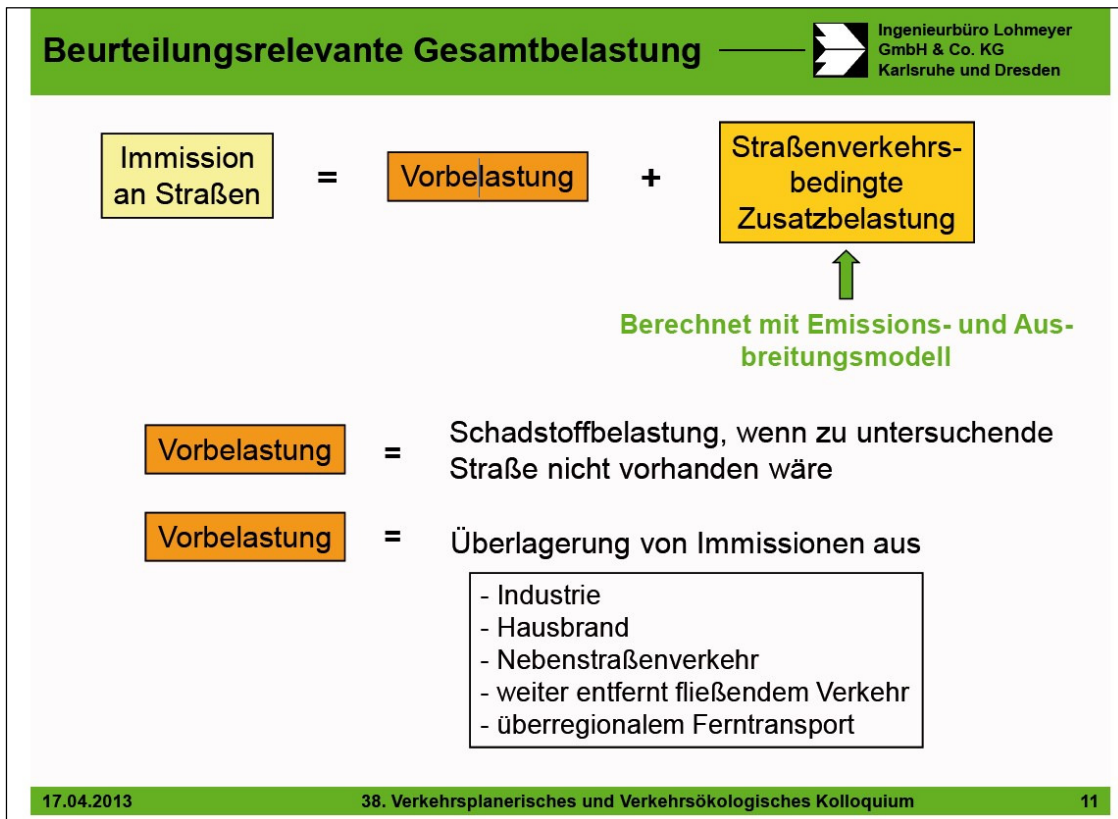 Beurteilungsrelevante Gesamtbelastung
Ingenieurbüro Lohmeyer
GmbH & Co. KG
Karlsruhe und Dresden
Immission
an Straßen
=
Vorbelastung
+
Straßenverkehrs-
bedingte
Zusatzbelastung
Berechnet mit Emissions- und Aus-
breitungsmodell
Vorbelastung
=
Schadstoffbelastung, wenn zu untersuchende
Straße nicht vorhanden wäre
Vorbelastung
=
Überlagerung von Immissionen aus
- Industrie
- Hausbrand
- Nebenstraßenverkehr
- weiter entfernt fließendem Verkehr
- überregionalem Ferntransport
17.04.2013
38. Verkehrsplanerisches und Verkehrsökologisches Kolloquium
11